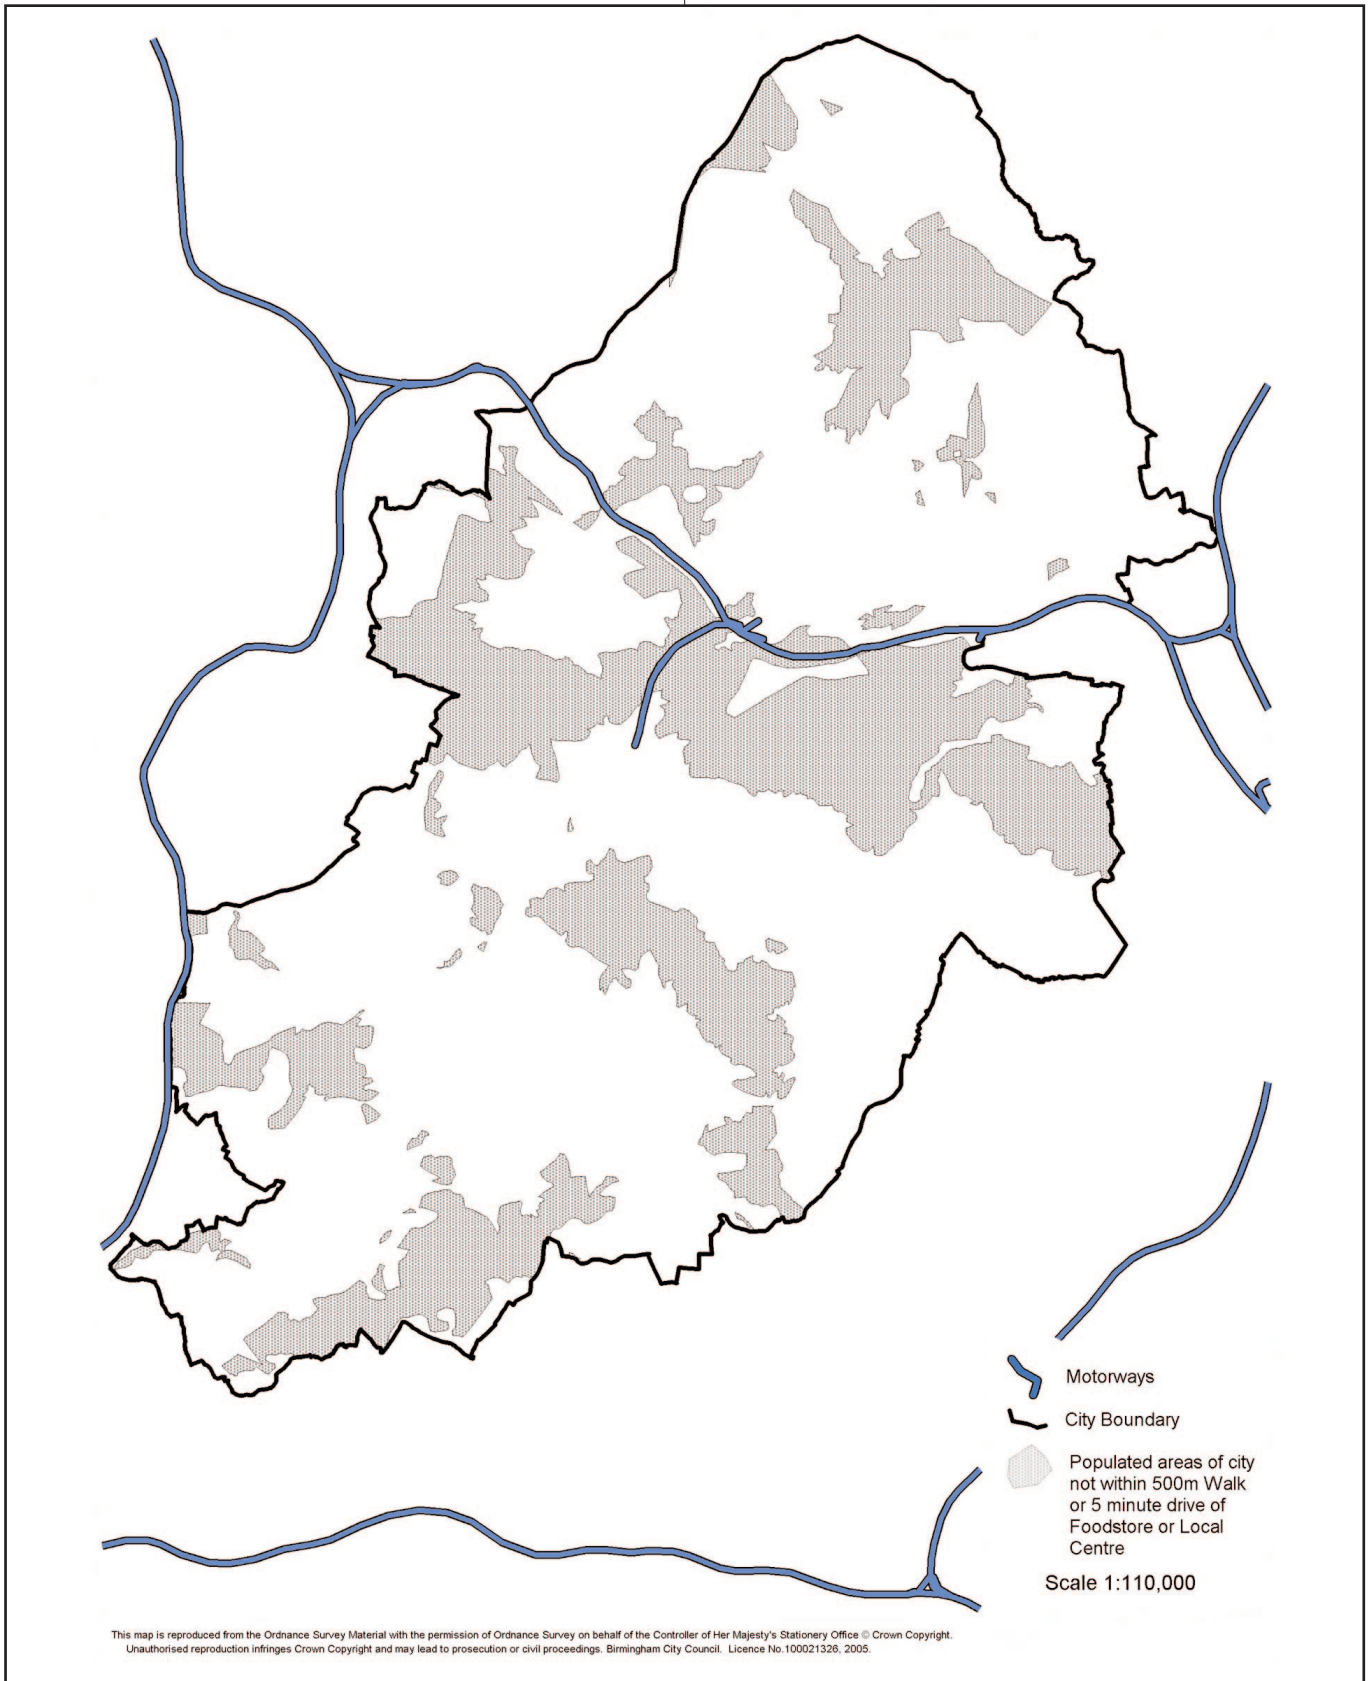 Motorways
City Boundary
Populated areas of city
not within 500m Walk
or 5 minute drive of
Foodstore or Local
Centre
Scale 1:110,000
This map is reproduced from the Ordnance Survey Material with the permission of Ordnance Survey on behalf of the Controller of Her Majesty's Stationery Office © Crown Copyright.
Unauthorised reproduction infringes Crown Copyright and may lead to prosecution or civil proceedings. Birmingham City Council. Licence No.100021326, 2005.